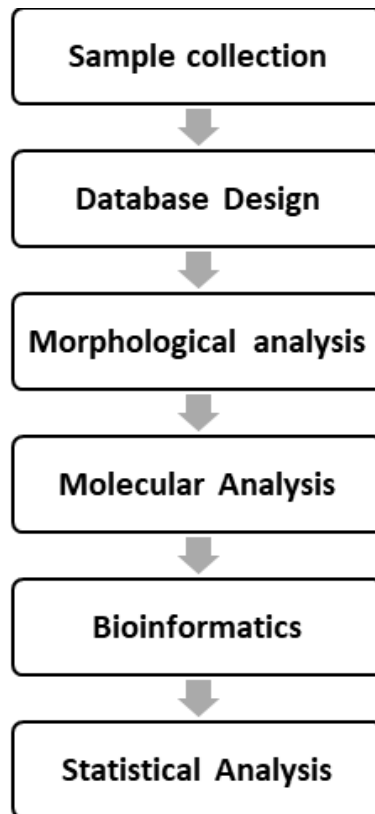 Sample collection
Database Design
Morphological analysis
Molecular Analysis
Bioinformatics
Statistical Analysis